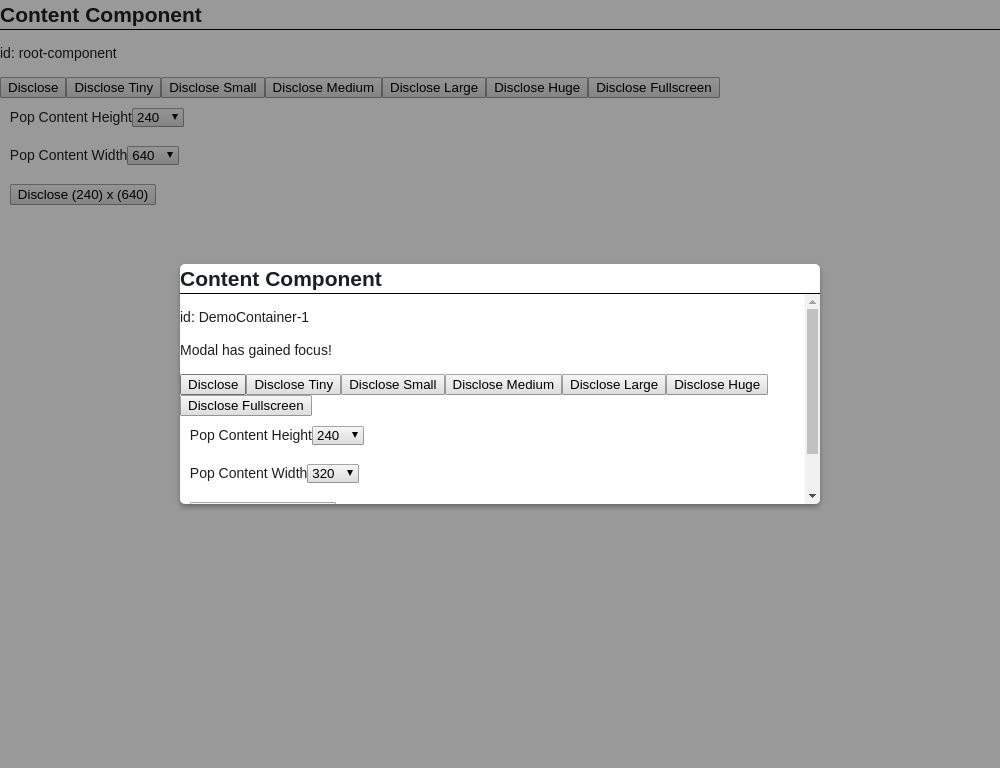 Content Component
id: root-component
Disclose Disclose Tiny Disclose Small Disclose Medium Disclose Large Disclose Huge Disclose Fullscreen
Pop Content Height 240
Pop Content Width 640
Disclose (240) x (640)
Content Component
id: DemoContainer-1
Modal has gained focus!
Disclose Disclose Tiny Disclose Small Disclose Medium Disclose Large Disclose Huge
Disclose Fullscreen
Pop Content Height 240
Pop Content Width 320